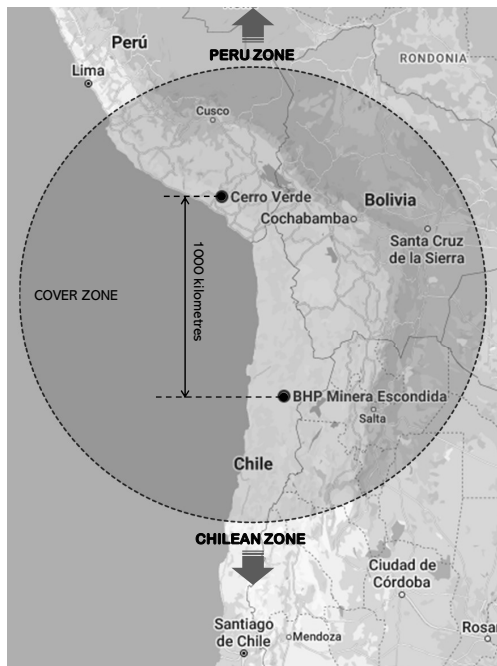 Perú
PERU ZONE
RONDONIA
Lima
Cusco
Cerro Verde
Bolivia
Cochabamba
Santa Cruz
de la Sierra
1000 kilometres
COVER ZONE
BHP Minera Escondida
Salta
Chile
CHILEAN ZONE
Ciudad de
Córdoba
Santiago
de Chile
Mendoza
Rosar